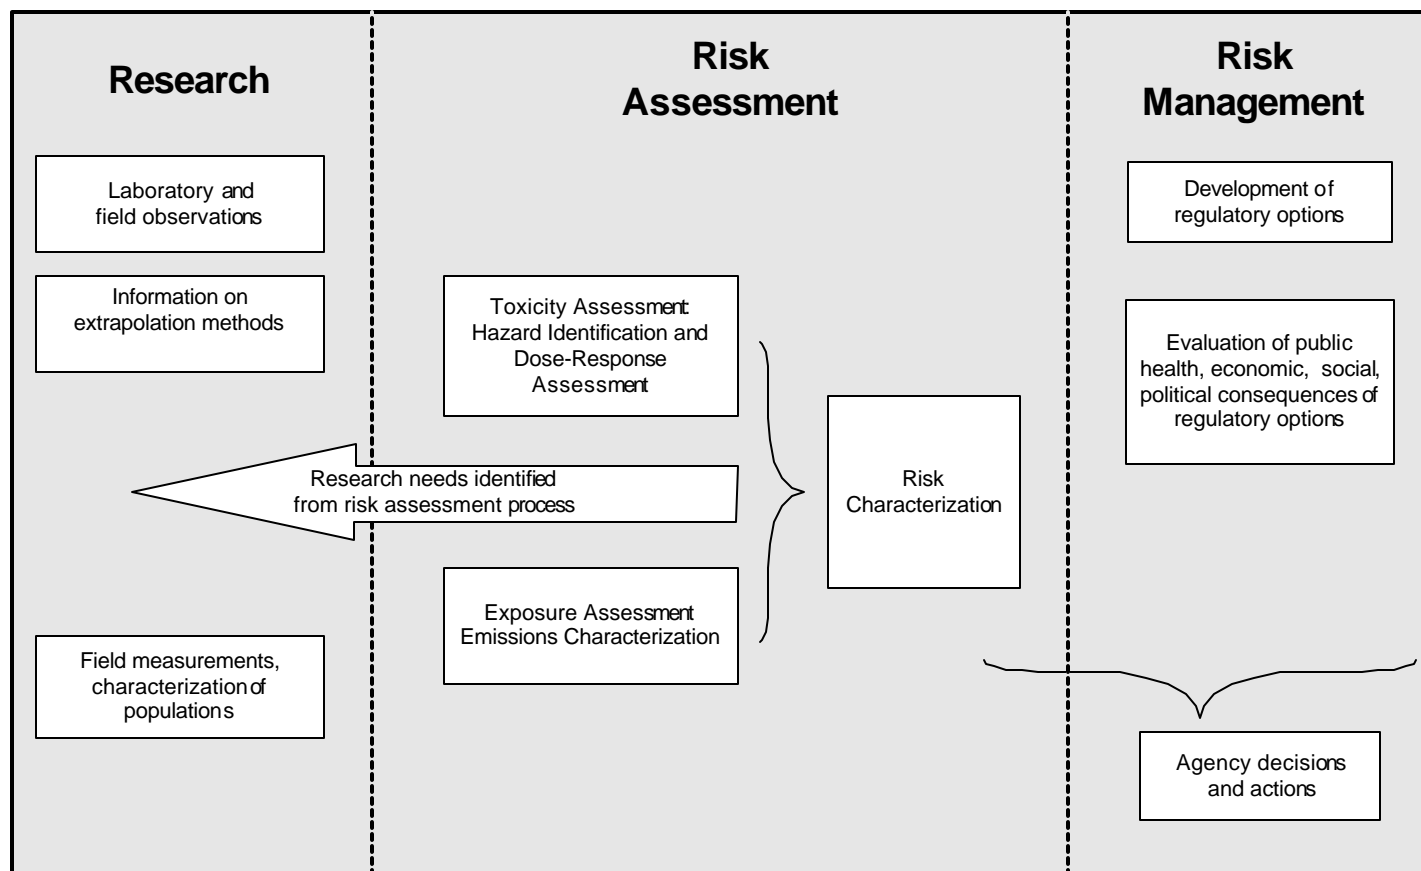 Research
Risk
Assessment
Risk
Management
Laboratory and
field observations
Information on
extrapolation methods
Toxicity Assessment:
Hazard Identification and
Dose-Response
Assessment
Research needs identified
from risk assessment process
Exposure Assessment
Emissions Characterization
Field measurements,
characterization of
populations
Risk
Characterization
Development of
regulatory options
Evaluation of public
health, economic, social,
political consequences of
regulatory options
Agency decisions
and actions